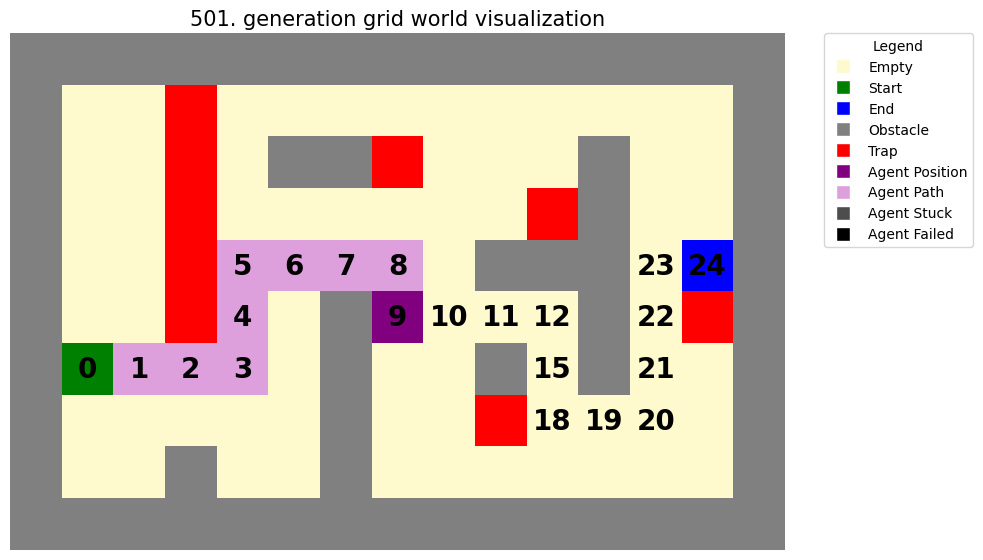 501. generation grid world visualization
Legend
Empty
Start
End
Obstacle
Trap
Agent Position
Agent Path
Agent Stuck
Agent Failed
5 6 7 8 23 24
4 9 10 11 12 22
0 1 2 3 15 21
18 19 20